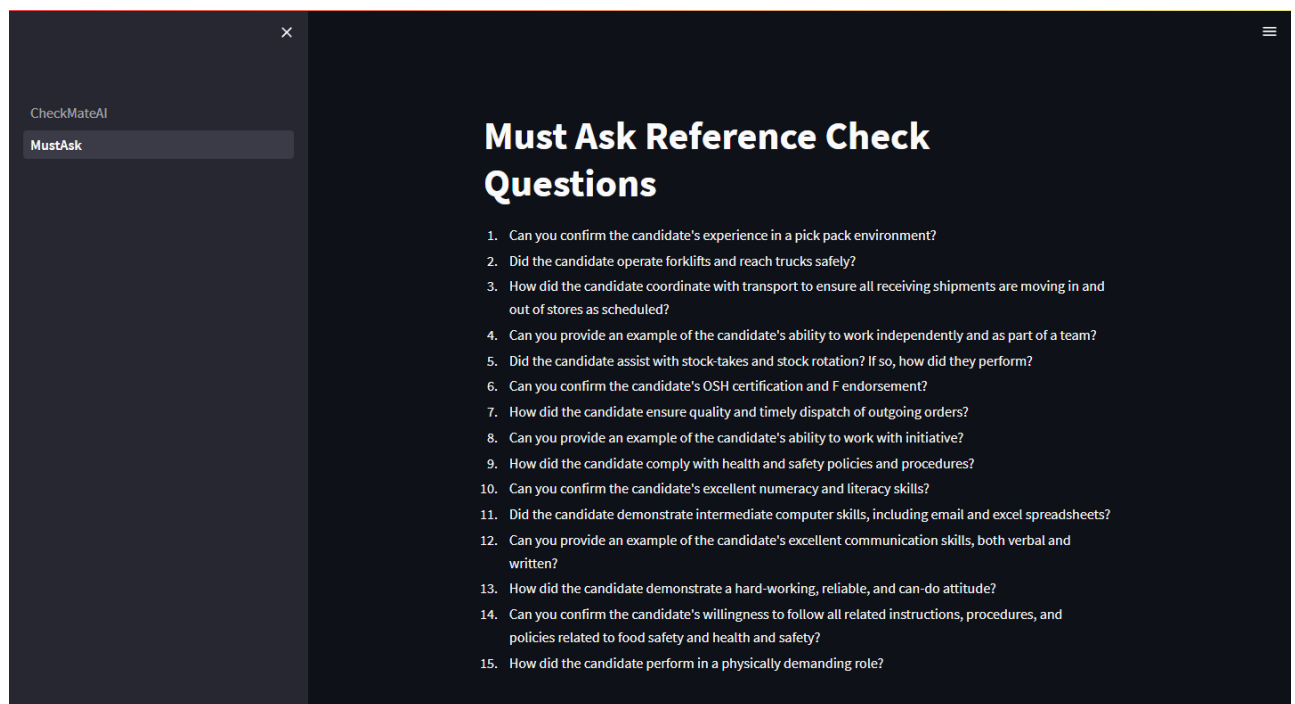 CheckMateAI
MustAsk
Must Ask Reference Check
Questions
1. Can you confirm the candidate's experience in a pick pack environment?
2. Did the candidate operate forklifts and reach trucks safely?
3. How did the candidate coordinate with transport to ensure all receiving shipments are moving in and
out of stores as scheduled?
4. Can you provide an example of the candidate's ability to work independently and as part of a team?
5. Did the candidate assist with stock-takes and stock rotation? If so, how did they perform?
6. Can you confirm the candidate's OSH certification and F endorsement?
7. How did the candidate ensure quality and timely dispatch of outgoing orders?
8. Can you provide an example of the candidate's ability to work with initiative?
9. How did the candidate comply with health and safety policies and procedures?
10. Can you confirm the candidate's excellent numeracy and literacy skills?
11. Did the candidate demonstrate intermediate computer skills, including email and excel spreadsheets?
12. Can you provide an example of the candidate's excellent communication skills, both verbal and
written?
13. How did the candidate demonstrate a hard-working, reliable, and can-do attitude?
14. Can you confirm the candidate's willingness to follow all related instructions, procedures, and
policies related to food safety and health and safety?
15. How did the candidate perform in a physically demanding role?